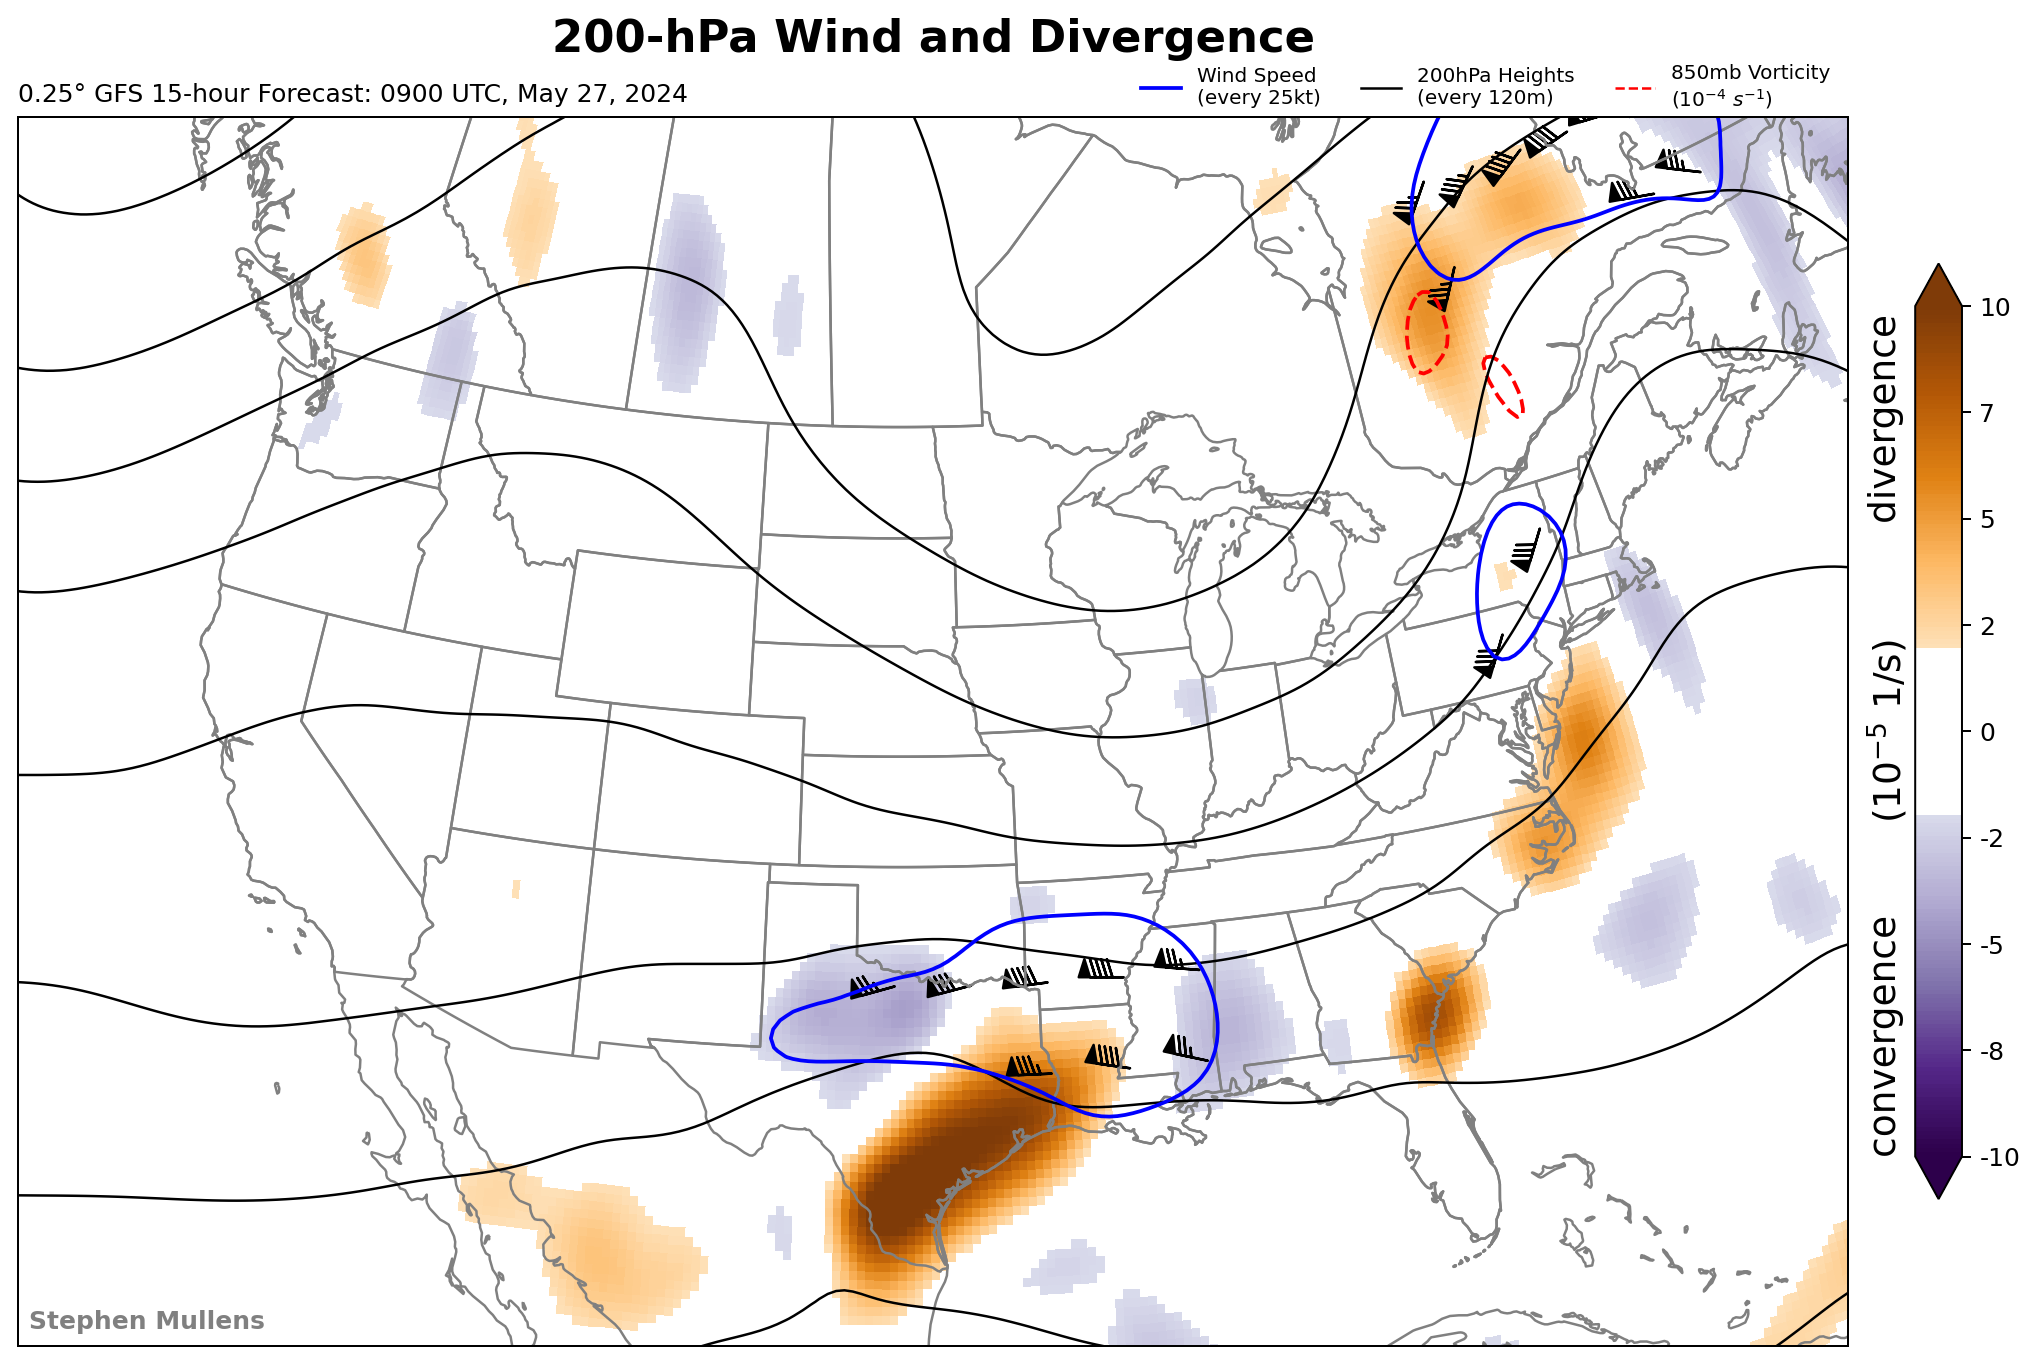 200-hPa Wind and Divergence
0.25° GFS 15-hour Forecast: 0900 UTC, May 27, 2024
Wind Speed
(every 25kt)
200hPa Heights
(every 120m)
850mb Vorticity
(10⁻⁴ s⁻¹)
10
7
5
2
0
-2
-5
-8
-10
convergence (10⁻⁵ 1/s) divergence
Stephen Mullens